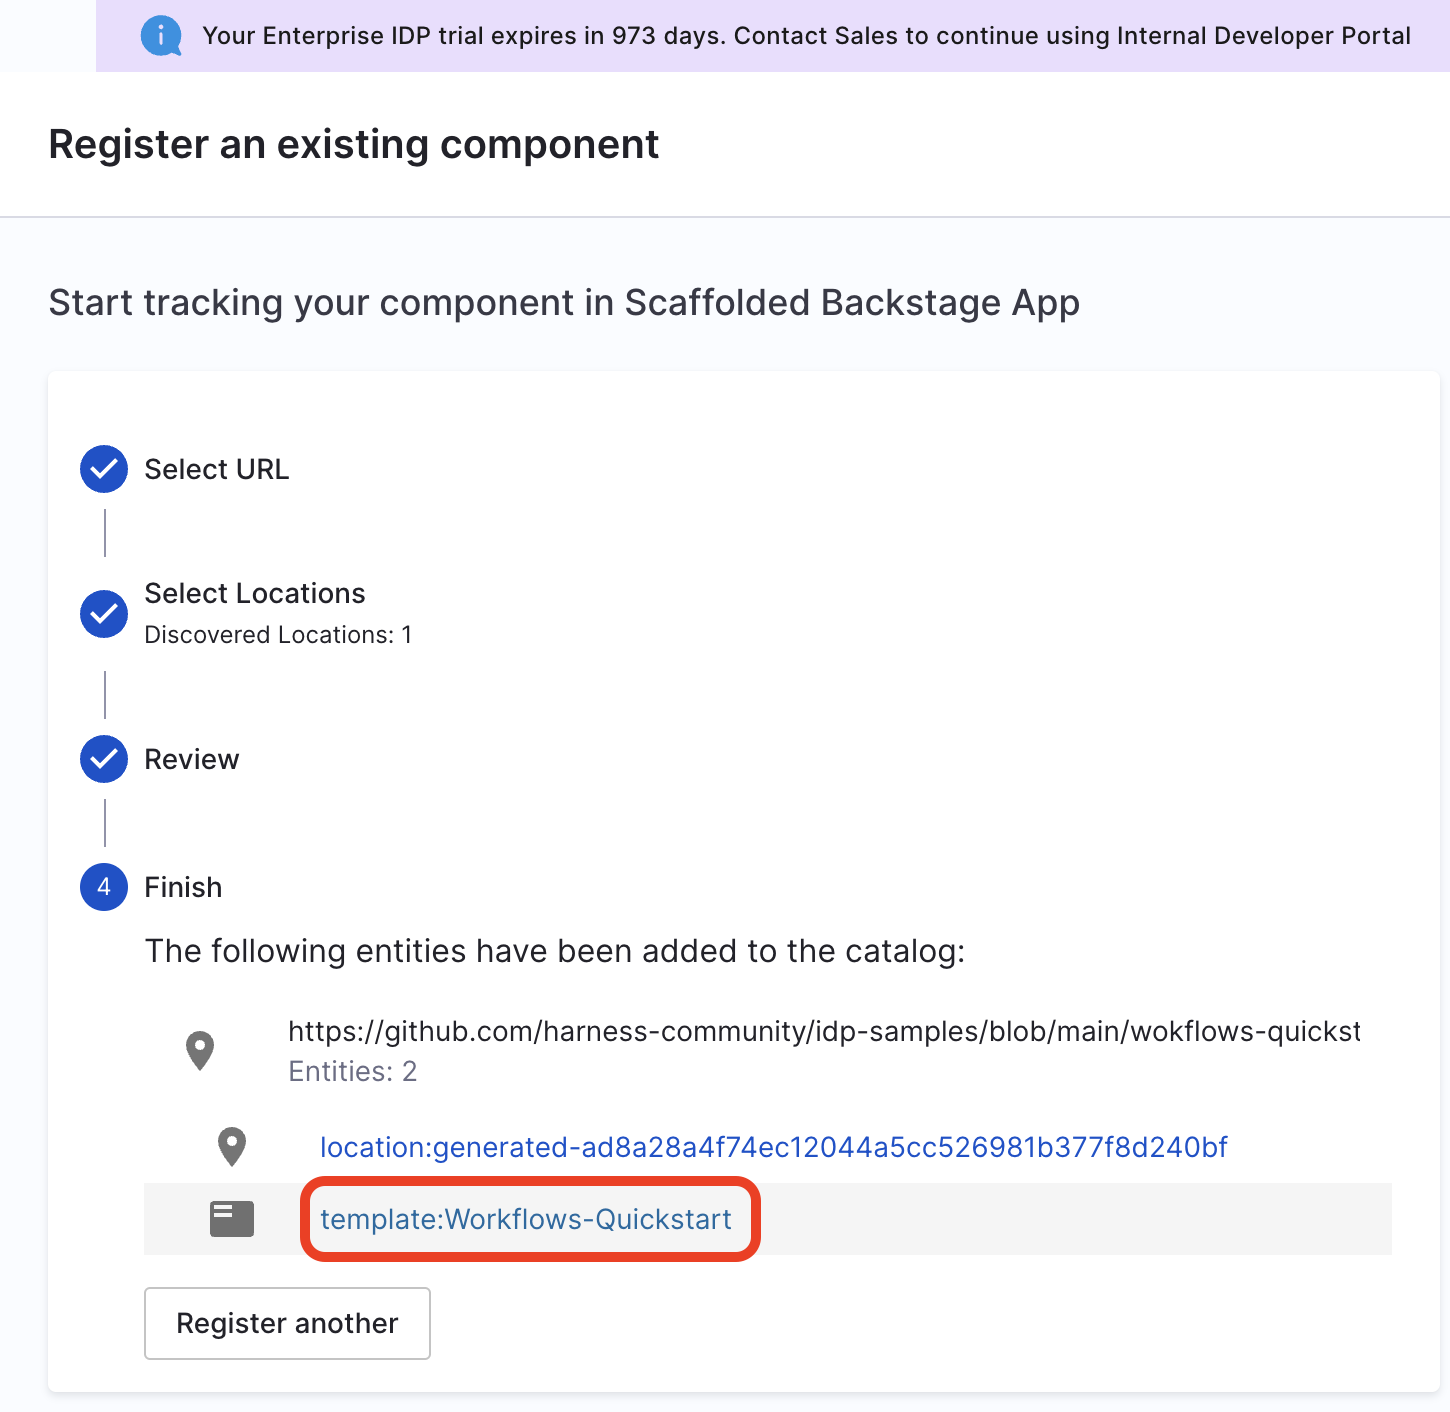 Your Enterprise IDP trial expires in 973 days. Contact Sales to continue using Internal Developer Portal
Register an existing component
Start tracking your component in Scaffolded Backstage App
Select URL
Select Locations
Discovered Locations: 1
Review
4 Finish
The following entities have been added to the catalog:
https://github.com/harness-community/idp-samples/blob/main/wokflows-quickst
Entities: 2
location:generated-ad8a28a4f74ec12044a5cc526981b377f8d240bf
template:Workflows-Quickstart
Register another